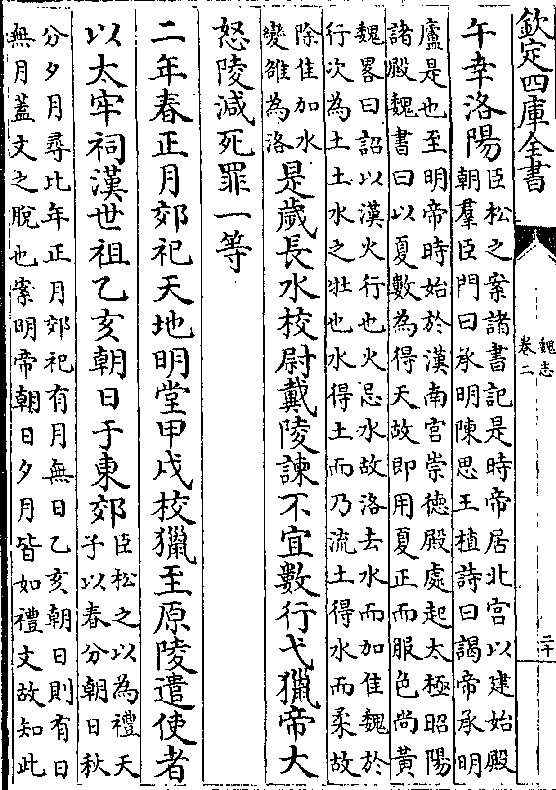 欽定四庫全書
魏志
卷二
二十
午幸洛陽
臣松之案諸書記是時帝居北宮以建始殿
朝羣臣門曰承明陳思王植詩曰謁帝承明
廬是也至明帝時始於漢南宮崇德殿處起太極昭陽
諸殿魏書曰以夏數為得天故即用夏正而服色尚黃
魏畧曰詔以漢火行也火忌水故洛去水而加隹魏於
行次為土土水之牡也水得土而乃流土得水而柔故
除隹加水
變雒為洛
是歲長水校尉戴陵諫不宜數行弋獵帝大
怒陵減死罪一等
二年春正月郊祀天地明堂甲戌校獵至原陵遣使者
以太牢祠漢世祖乙亥朝日于東郊
臣松之以為禮天
子以春分朝日秋
分夕月尋比年正月郊祀有月無日乙亥朝日則有日
無月蓋文之脫也案明帝朝日夕月皆如禮文故知此